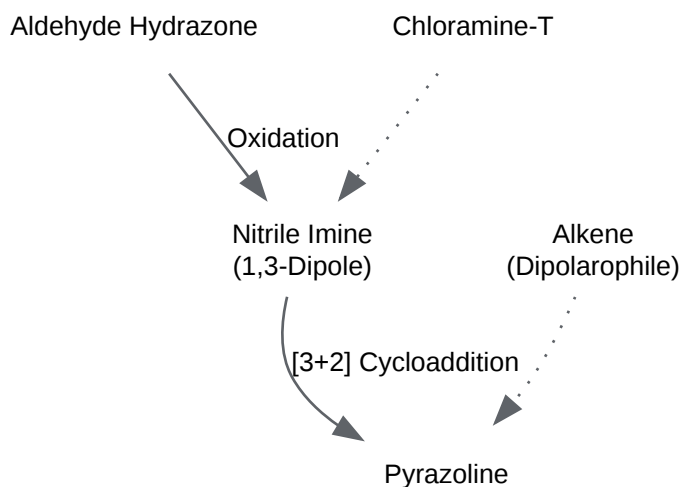 Aldehyde Hydrazone
Chloramine-T
Oxidation
Nitrile Imine
(1,3-Dipole)
Alkene
(Dipolarophile)
[3+2] Cycloaddition
Pyrazoline